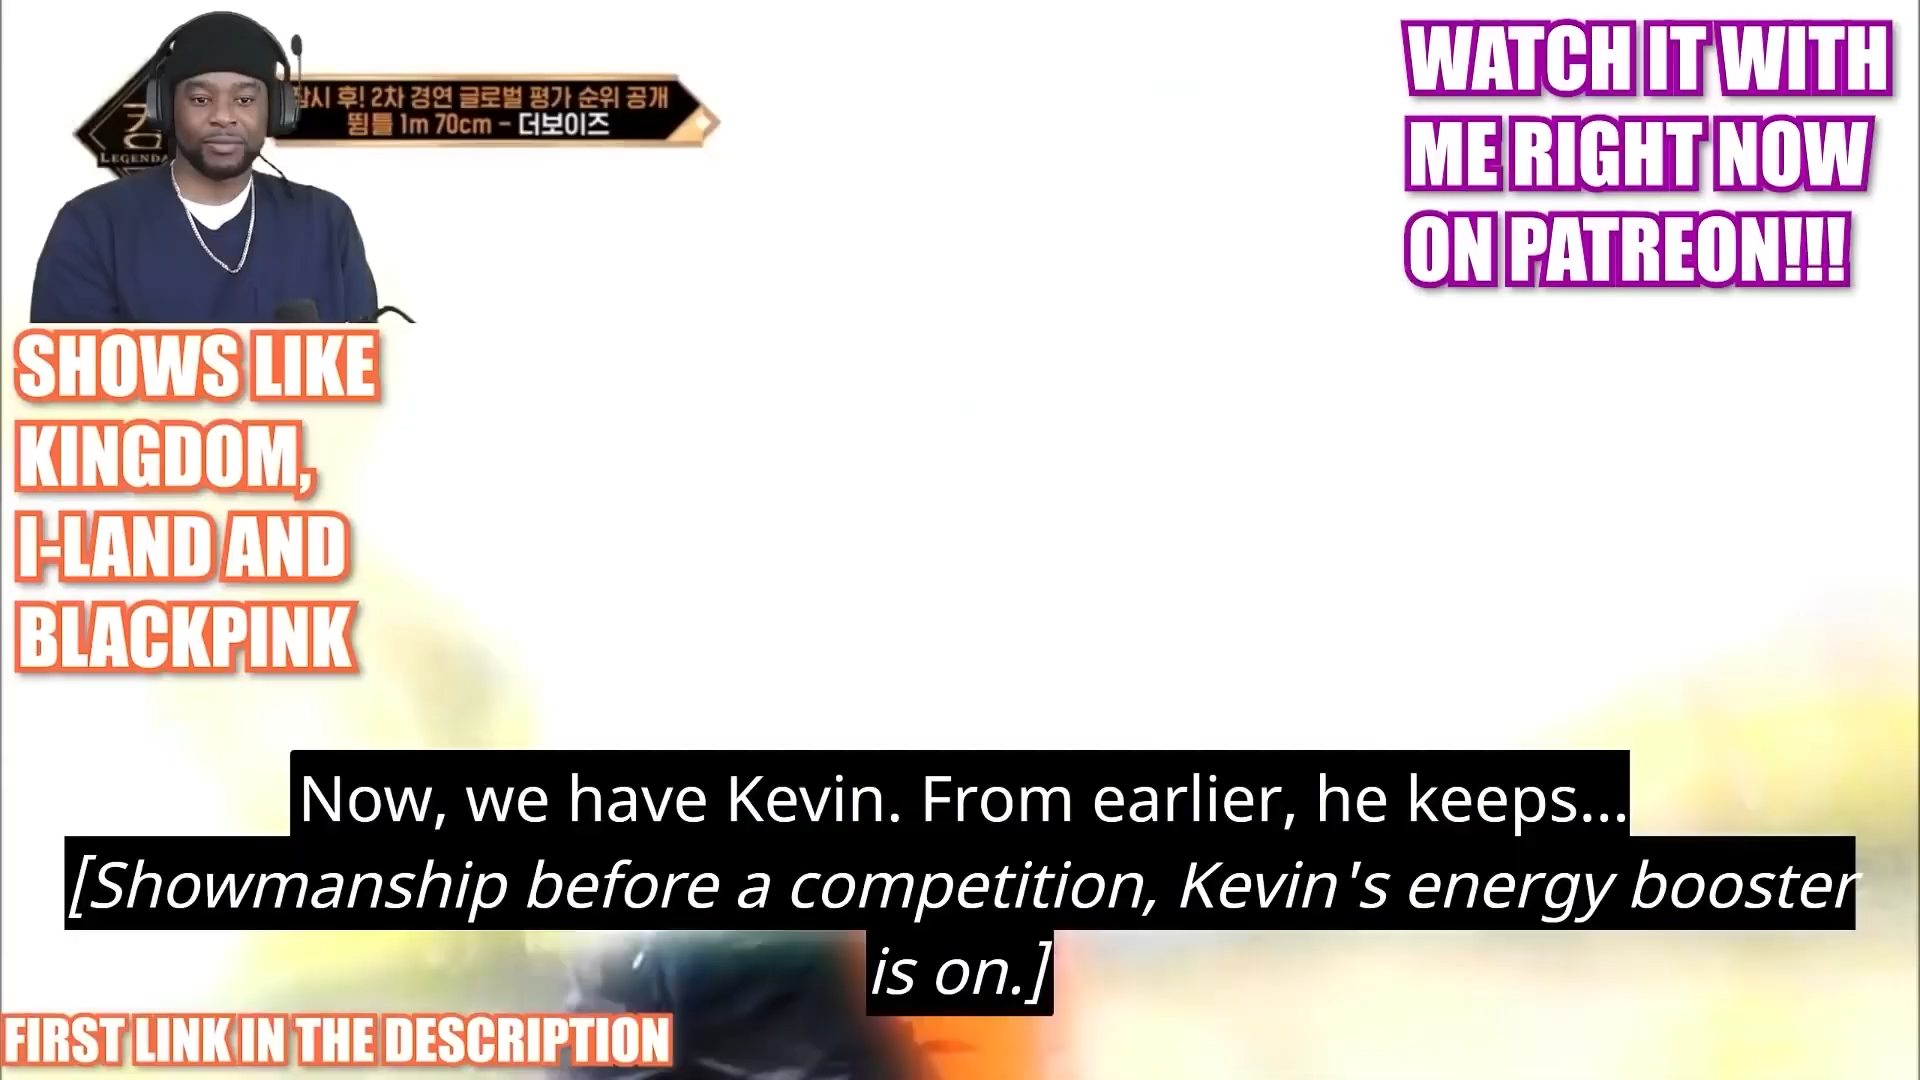 잠시 후! 2차 경연 글로벌 평가 순위 공개
뜀틀 1m 70cm - 더보이즈
킹
LEGENDA
WATCH IT WITH
ME RIGHT NOW
ON PATREON!!!
SHOWS LIKE
KINGDOM,
I-LAND AND
BLACKPINK
Now, we have Kevin. From earlier, he keeps...
[Showmanship before a competition, Kevin's energy booster
is on.]
FIRST LINK IN THE DESCRIPTION